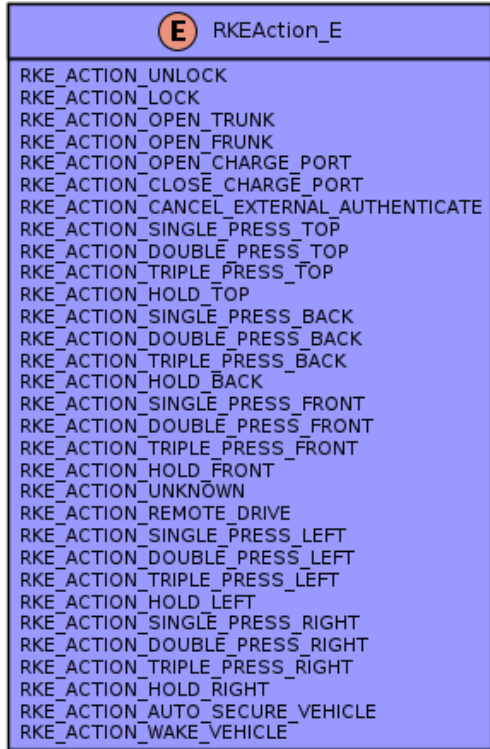 E RKEAction_E
RKE_ACTION_UNLOCK
RKE_ACTION_LOCK
RKE_ACTION_OPEN_TRUNK
RKE_ACTION_OPEN_FRUNK
RKE_ACTION_OPEN_CHARGE_PORT
RKE_ACTION_CLOSE_CHARGE_PORT
RKE_ACTION_CANCEL_EXTERNAL_AUTHENTICATE
RKE_ACTION_SINGLE_PRESS_TOP
RKE_ACTION_DOUBLE_PRESS_TOP
RKE_ACTION_TRIPLE_PRESS_TOP
RKE_ACTION_HOLD_TOP
RKE_ACTION_SINGLE_PRESS_BACK
RKE_ACTION_DOUBLE_PRESS_BACK
RKE_ACTION_TRIPLE_PRESS_BACK
RKE_ACTION_HOLD_BACK
RKE_ACTION_SINGLE_PRESS_FRONT
RKE_ACTION_DOUBLE_PRESS_FRONT
RKE_ACTION_TRIPLE_PRESS_FRONT
RKE_ACTION_HOLD_FRONT
RKE_ACTION_UNKNOWN
RKE_ACTION_REMOTE_DRIVE
RKE_ACTION_SINGLE_PRESS_LEFT
RKE_ACTION_DOUBLE_PRESS_LEFT
RKE_ACTION_TRIPLE_PRESS_LEFT
RKE_ACTION_HOLD_LEFT
RKE_ACTION_SINGLE_PRESS_RIGHT
RKE_ACTION_DOUBLE_PRESS_RIGHT
RKE_ACTION_TRIPLE_PRESS_RIGHT
RKE_ACTION_HOLD_RIGHT
RKE_ACTION_AUTO_SECURE_VEHICLE
RKE_ACTION_WAKE_VEHICLE